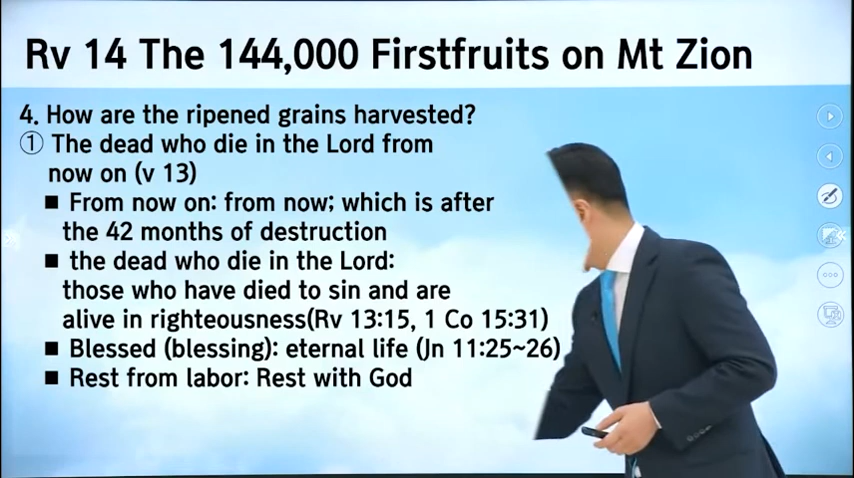 Rv 14 The 144,000 Firstfruits on Mt Zion
4. How are the ripened grains harvested?
① The dead who die in the Lord from
now on (v 13)
■ From now on: from now; which is after
the 42 months of destruction
■ the dead who die in the Lord:
those who have died to sin and are
alive in righteousness(Rv 13:15, 1 Co 15:31)
■ Blessed (blessing): eternal life (Jn 11:25~26)
■ Rest from labor: Rest with God